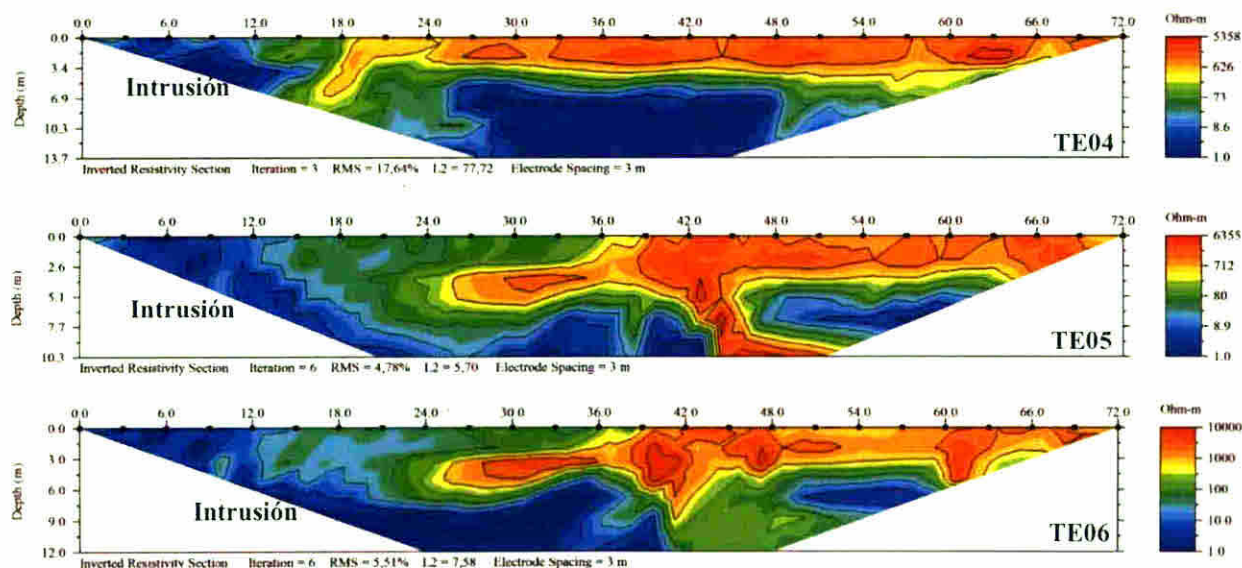 0.0 6.0 12.0 18.0 24.0 30.0 36.0 42.0 48.0 54.0 60.0 66.0 72.0 Ohm-m
0.0 5358
3.4 626
Intrusión
6.9 71
10.3 8.6
TE04
13.7 1.0
Depth (m)
Inverted Resistivity Section Iteration = 3 RMS = 17,64% L2 = 77,72 Electrode Spacing = 3 m
0.0 6.0 12.0 18.0 24.0 30.0 36.0 42.0 48.0 54.0 60.0 66.0 72.0 Ohm-m
0.0 6355
2.6 712
5.1 80
Intrusión
7.7 8.9
TE05
10.3 1.0
Depth (m)
Inverted Resistivity Section Iteration = 6 RMS = 4,78% L2 = 5,70 Electrode Spacing = 3 m
0.0 6.0 12.0 18.0 24.0 30.0 36.0 42.0 48.0 54.0 60.0 66.0 72.0 Ohm-m
0.0 10000
3.0 1000
6.0 100
Intrusión
9.0 10.0
TE06
12.0 1.0
Depth (m)
Inverted Resistivity Section Iteration = 6 RMS = 5,51% L2 = 7,58 Electrode Spacing = 3 m